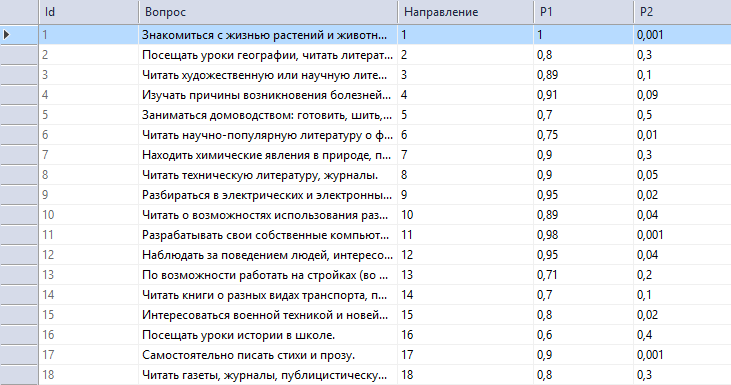 Id Вопрос Направление P1 P2
1 Знакомиться с жизнью растений и животн... 1 1 0,001
2 Посещать уроки географии, читать литерат... 2 0,8 0,3
3 Читать художественную или научную лите... 3 0,89 0,1
4 Изучать причины возникновения болезней... 4 0,91 0,09
5 Заниматься домоводством: готовить, шить,... 5 0,7 0,5
6 Читать научно-популярную литературу о ф... 6 0,75 0,01
7 Находить химические явления в природе, п... 7 0,9 0,3
8 Читать техническую литературу, журналы. 8 0,9 0,05
9 Разбираться в электрических и электронны... 9 0,95 0,02
10 Читать о возможностях использования раз... 10 0,89 0,04
11 Разрабатывать свои собственные компьют... 11 0,98 0,001
12 Наблюдать за поведением людей, интересо... 12 0,95 0,04
13 По возможности работать на стройках (во ... 13 0,71 0,2
14 Читать книги о разных видах транспорта, п... 14 0,7 0,1
15 Интересоваться военной техникой и новей... 15 0,8 0,02
16 Посещать уроки истории в школе. 16 0,6 0,4
17 Самостоятельно писать стихи и прозу. 17 0,9 0,001
18 Читать газеты, журналы, публицистическу... 18 0,8 0,3